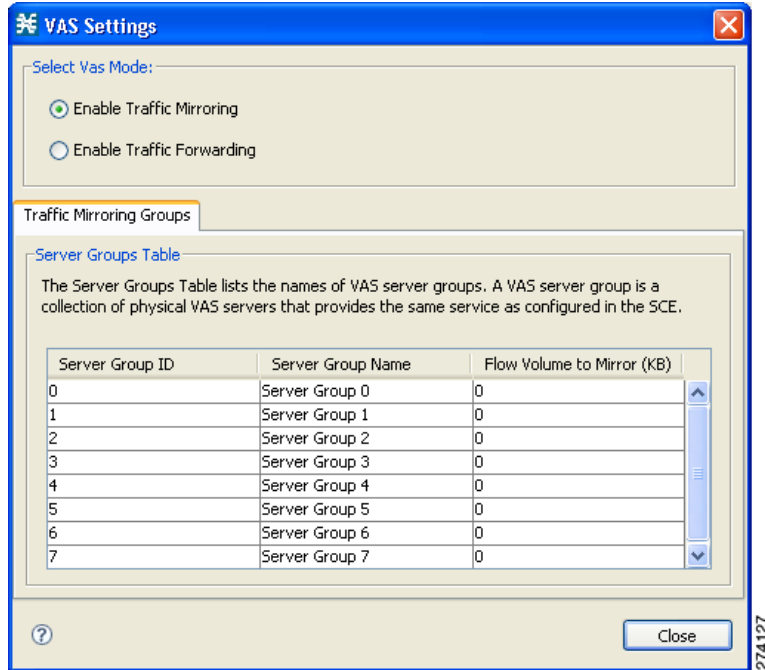 VAS Settings
Select Vas Mode:
Enable Traffic Mirroring
Enable Traffic Forwarding
Traffic Mirroring Groups
Server Groups Table
The Server Groups Table lists the names of VAS server groups. A VAS server group is a
collection of physical VAS servers that provides the same service as configured in the SCE.
Server Group ID Server Group Name Flow Volume to Mirror (KB)
0 Server Group 0 0
1 Server Group 1 0
2 Server Group 2 0
3 Server Group 3 0
4 Server Group 4 0
5 Server Group 5 0
6 Server Group 6 0
7 Server Group 7 0
?
Close
274127